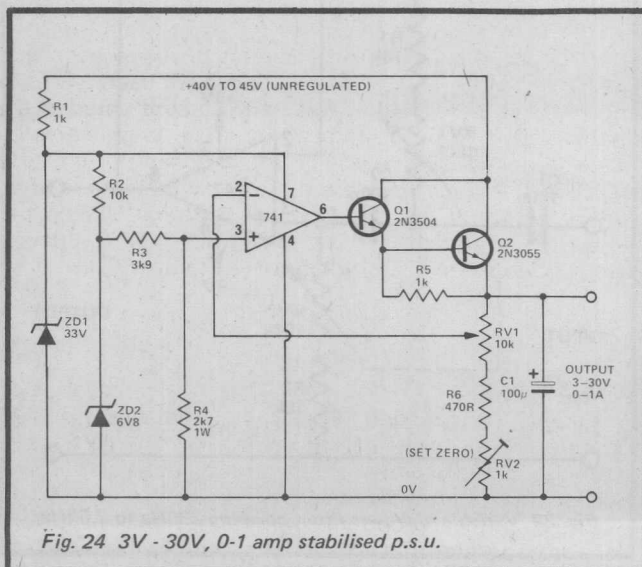 +40V TO 45V (UNREGULATED)
R1
1k
R2
10k
2
7
741
6
3
4
Q1
2N3504
Q2
2N3055
R3
3k9
R5
1k
RV1
10k
ZD1
33V
ZD2
6V8
R4
2k7
1W
R6
470R
C1
100μ
+
OUTPUT
3–30V
0–1A
(SET ZERO)
RV2
1k
0V
Fig. 24 3V - 30V, 0-1 amp stabilised p.s.u.